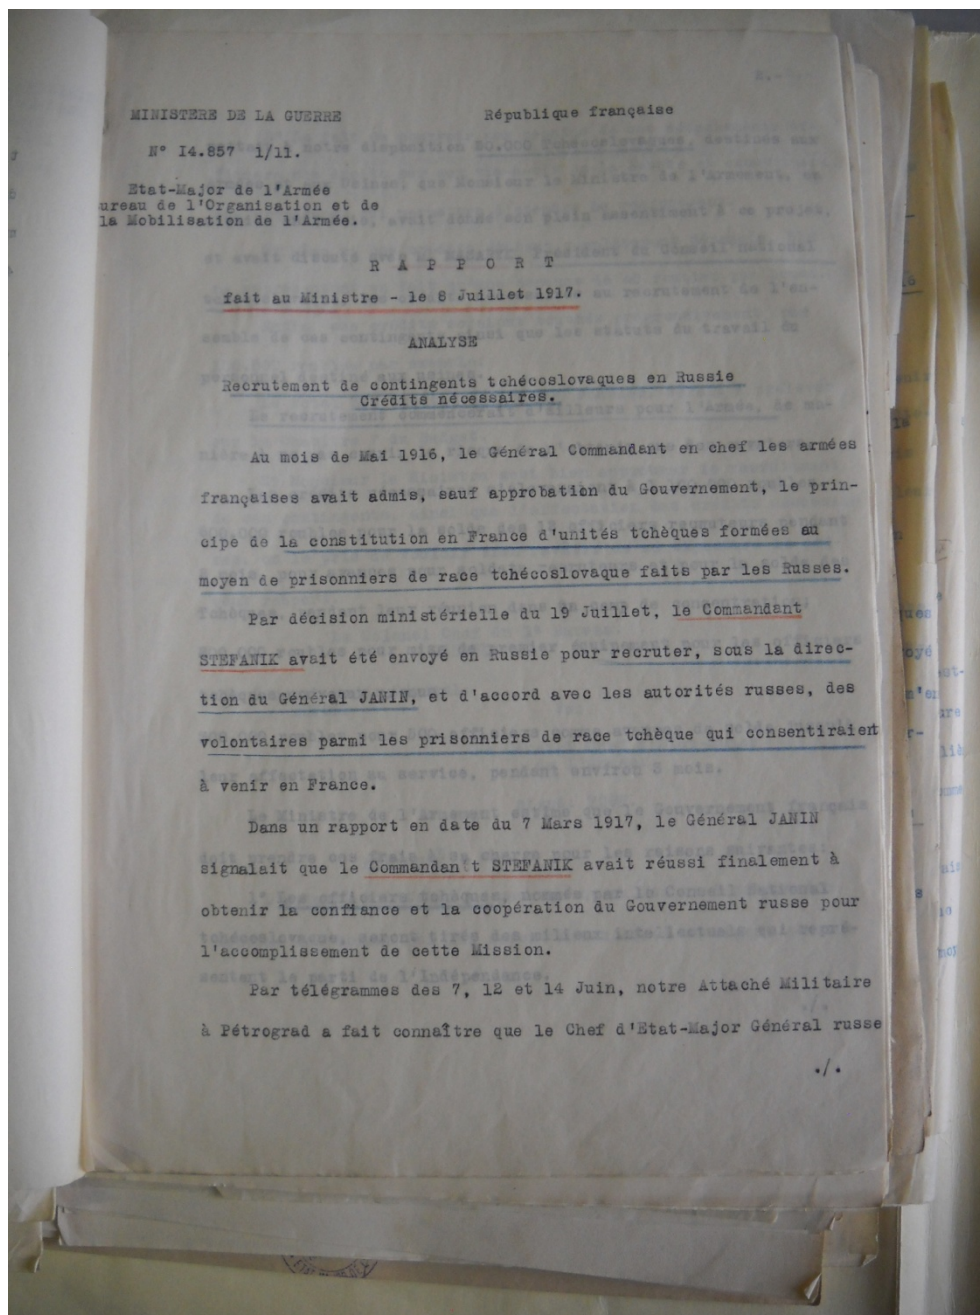 MINISTERE DE LA GUERRE
République française
N° I4.857 1/11.
Etat-Major de l'Armée
ureau de l'Organisation et de
la Mobilisation de l'Armée.
R A P P O R T
fait au Ministre - le 6 Juillet 1917.
ANALYSE
Recrutement de contingents tchécoslovaques en Russie
Crédits nécessaires.
Au mois de Mai 1916, le Général Commandant en chef les armées
françaises avait admis, sauf approbation du Gouvernement, le prin-
cipe de la constitution en France d'unités tchèques formées au
moyen de prisonniers de race tchécoslovaque faits par les Russes.
Par décision ministérielle du 19 Juillet, le Commandant
STEFANIK avait été envoyé en Russie pour recruter, sous la direc-
tion du Général JANIN, et d'accord avec les autorités russes, des
volontaires parmi les prisonniers de race tchèque qui consentiraient
à venir en France.
Dans un rapport en date du 7 Mars 1917, le Général JANIN
signalait que le Commandan't STEFANIK avait réussi finalement à
obtenir la confiance et la coopération du Gouvernement russe pour
l'accomplissement de cette Mission.
Par télégrammes des 7, 12 et 14 Juin, notre Attaché Militaire
à Pétrograd a fait connaître que le Chef d'Etat-Major Général russe
./.